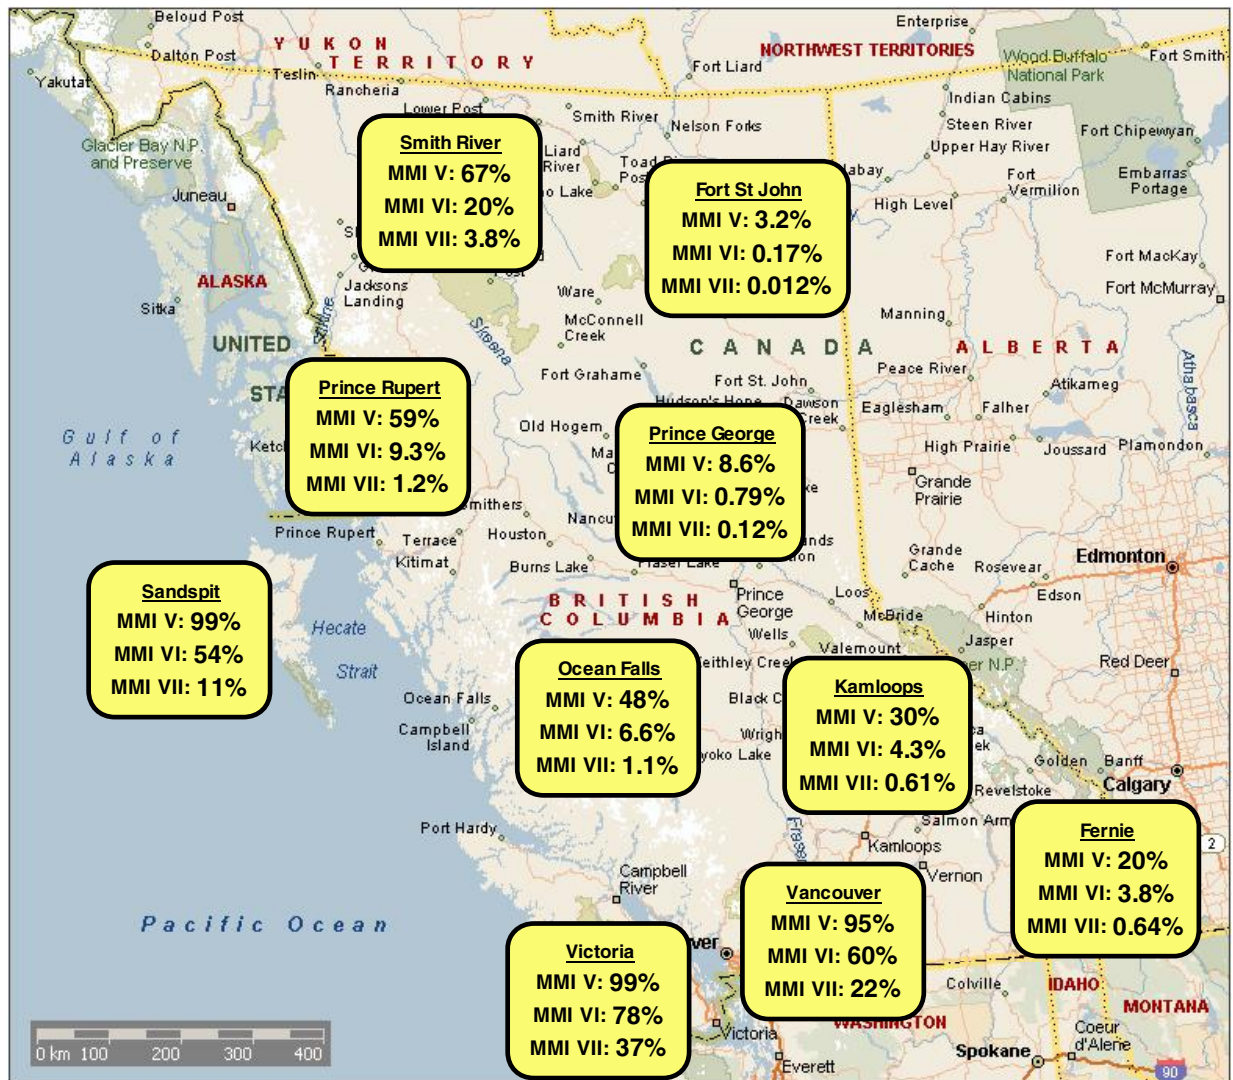 Beloud Post
Dalton Post
Yakutat
YUKON
TERRITORY
Teslin
Rancheria
Lower Post
Fort Liard
NORTHWEST TERRITORIES
Enterprise
Wood Buffalo
National Park
Fort Smith
Indian Cabins
Steen River
Upper Hay River
Fort Chipewyan
Embarras
Portage
Fort
Vermilion
High Level
Smith River
Nelson Forks
Liard
River
Glacier Bay N.P.
and Preserve
Juneau
Smith River
MMI V: 67%
MMI VI: 20%
MMI VII: 3.8%
Fort St John
MMI V: 3.2%
MMI VI: 0.17%
MMI VII: 0.012%
Fort MacKay
Fort McMurray
ALASKA
Sitka
Jacksons
Landing
Ware
McConnell
Creek
Skeena
Manning
UNITED
CANADA
ALBERTA
Fort Grahame
Fort St. John
Hudson's Hope
Dawson
Creek
Peace River
Atikameg
Athabasca
Eaglesham
Falher
High Prairie
Joussard
Plamondon
Grande
Prairie
Prince Rupert
MMI V: 59%
MMI VI: 9.3%
MMI VII: 1.2%
Gulf of
Alaska
Old Hogem
Prince George
MMI V: 8.6%
MMI VI: 0.79%
MMI VII: 0.12%
Prince Rupert
Terrace
Kitimat
Houston
Burns Lake
Fraser Lake
Prince
George
Grande
Cache
Rosevear
Edmonton
Edson
Hinton
Jasper
Loos
McBride
Wells
Valemount
Red Deer
Sandspit
MMI V: 99%
MMI VI: 54%
MMI VII: 11%
Hecate
Strait
BRITISH
COLUMBIA
Ocean Falls
Campbell
Island
Ocean Falls
MMI V: 48%
MMI VI: 6.6%
MMI VII: 1.1%
Kamloops
MMI V: 30%
MMI VI: 4.3%
MMI VII: 0.61%
Golden
Banff
Calgary
Revelstoke
Salmon Arm
Port Hardy
Kamloops
Vernon
Campbell
River
Fernie
MMI V: 20%
MMI VI: 3.8%
MMI VII: 0.64%
2
Pacific Ocean
Vancouver
MMI V: 95%
MMI VI: 60%
MMI VII: 22%
Victoria
MMI V: 99%
MMI VI: 78%
MMI VII: 37%
Victoria
Everett
Colville
IDAHO
MONTANA
WASHINGTON
Coeur
d'Alene
Spokane
90
0 km 100 200 300 400